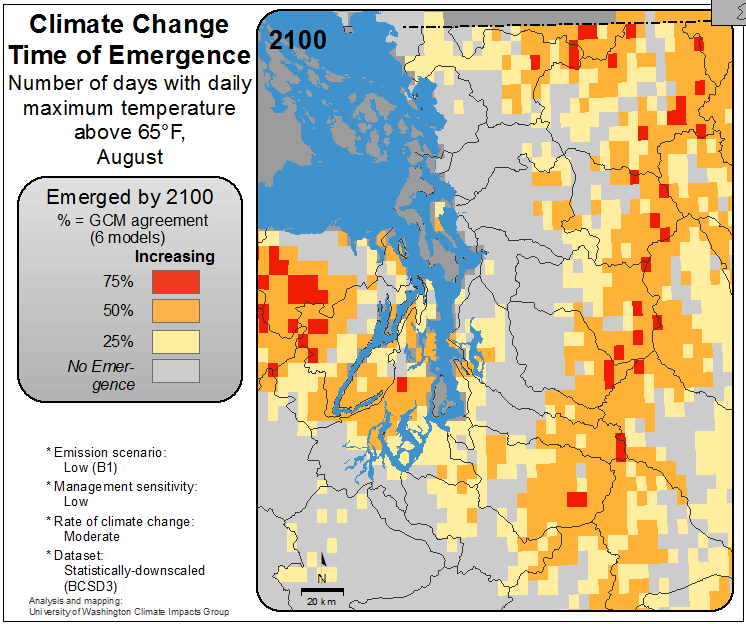 Climate Change
Time of Emergence
Number of days with daily
maximum temperature
above 65°F,
August
Emerged by 2100
% = GCM agreement
(6 models)
Increasing
75%
50%
25%
No Emer-
gence
* Emission scenario:
Low (B1)
* Management sensitivity:
Low
* Rate of climate change:
Moderate
* Dataset:
Statistically-downscaled
(BCSD3)
Analysis and mapping:
University of Washington Climate Impacts Group
2100
N
20 km